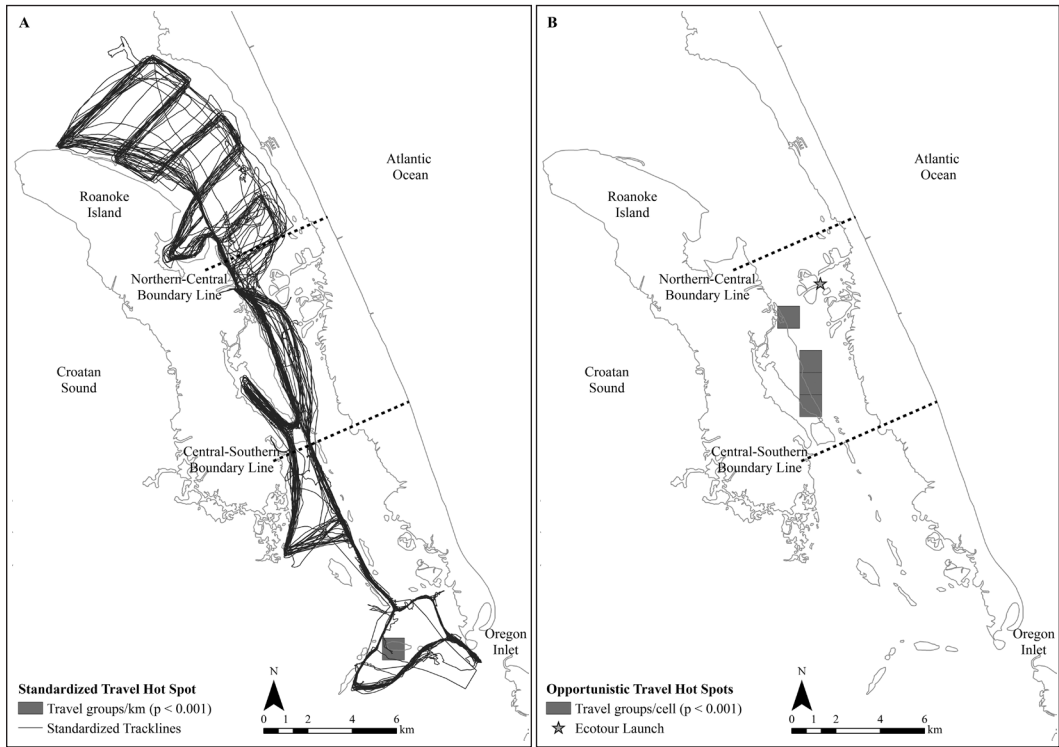 A
Atlantic
Ocean
Roanoke
Island
Northern-Central
Boundary Line
Croatan
Sound
Central-Southern
Boundary Line
Oregon
Inlet
N
Standardized Travel Hot Spot
Travel groups/km (p < 0.001)
Standardized Tracklines
0 1 2 4 6
km
B
Atlantic
Ocean
Roanoke
Island
Northern-Central
Boundary Line
Croatan
Sound
Central-Southern
Boundary Line
Oregon
Inlet
N
Opportunistic Travel Hot Spots
Travel groups/cell (p < 0.001)
Ecotour Launch
0 1 2 4 6
km